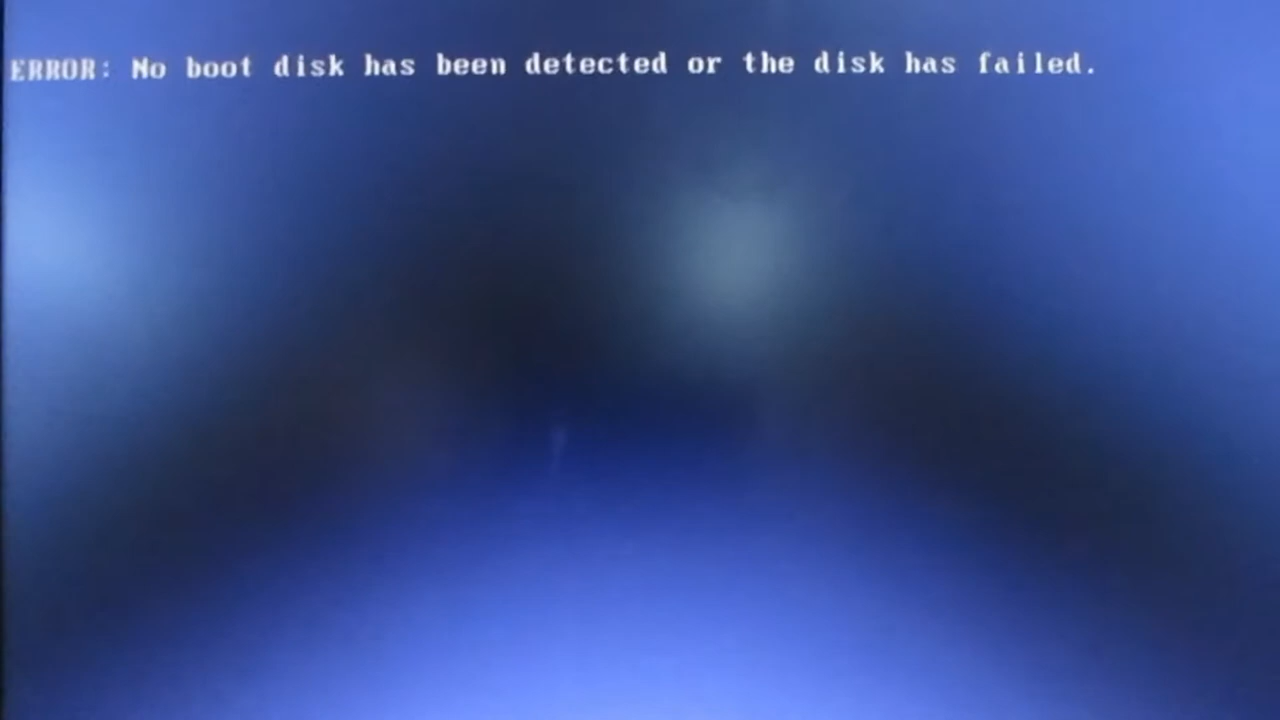 ERROR: No boot disk has been detected or the disk has failed.